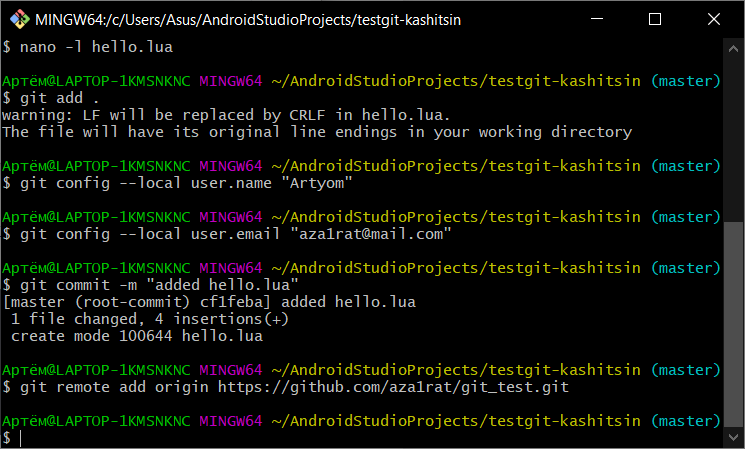 MINGW64:/c/Users/Asus/AndroidStudioProjects/testgit-kashitsin
$ nano -l hello.lua
Артём@LAPTOP-1KMSNKNC MINGW64 ~/AndroidStudioProjects/testgit-kashitsin (master)
$ git add .
warning: LF will be replaced by CRLF in hello.lua.
The file will have its original line endings in your working directory
Артём@LAPTOP-1KMSNKNC MINGW64 ~/AndroidStudioProjects/testgit-kashitsin (master)
$ git config --local user.name "Artyom"
Артём@LAPTOP-1KMSNKNC MINGW64 ~/AndroidStudioProjects/testgit-kashitsin (master)
$ git config --local user.email "aza1rat@mail.com"
Артём@LAPTOP-1KMSNKNC MINGW64 ~/AndroidStudioProjects/testgit-kashitsin (master)
$ git commit -m "added hello.lua"
[master (root-commit) cf1feba] added hello.lua
 1 file changed, 4 insertions(+)
 create mode 100644 hello.lua
Артём@LAPTOP-1KMSNKNC MINGW64 ~/AndroidStudioProjects/testgit-kashitsin (master)
$ git remote add origin https://github.com/aza1rat/git_test.git
Артём@LAPTOP-1KMSNKNC MINGW64 ~/AndroidStudioProjects/testgit-kashitsin (master)
$